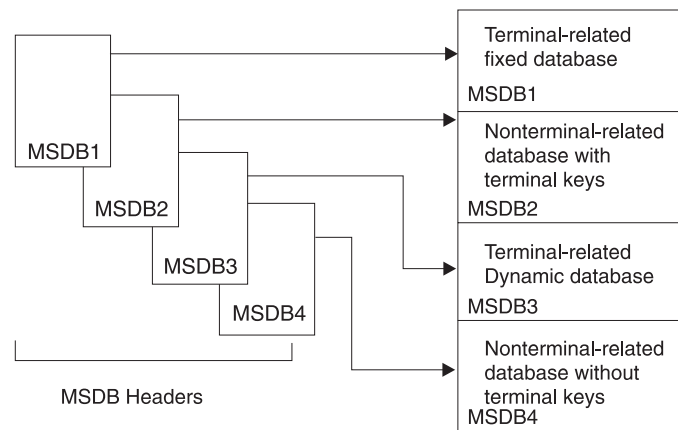 MSDB1
MSDB2
MSDB3
MSDB4
MSDB Headers
Terminal-related
fixed database
MSDB1
Nonterminal-related
database with
terminal keys
MSDB2
Terminal-related
Dynamic database
MSDB3
Nonterminal-related
database without
terminal keys
MSDB4